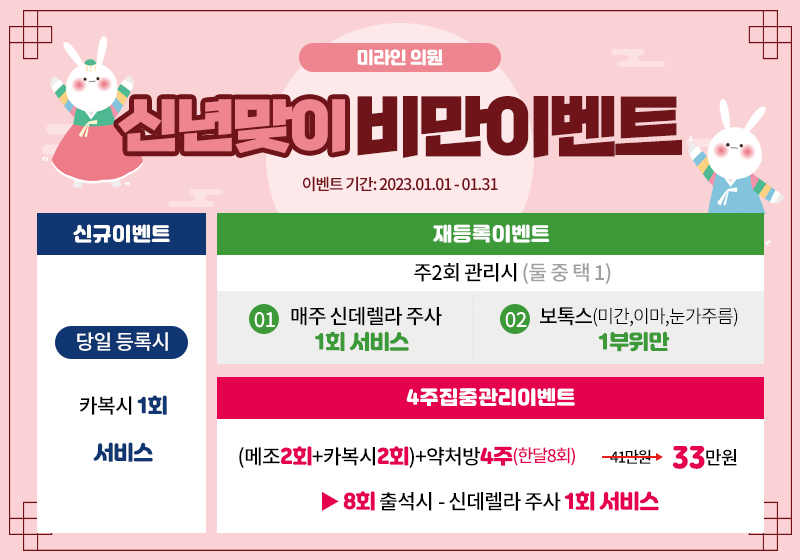 미라인 의원
신년맞이 비만이벤트
이벤트 기간: 2023.01.01 - 01.31
신규이벤트
당일 등록시
카복시 1회
서비스
재등록이벤트
주2회 관리시 (둘 중 택 1)
01 매주 신데렐라 주사
1회 서비스
02 보톡스(미간,이마,눈가주름)
1부위만
4주집중관리이벤트
(메조2회+카복시2회)+약처방4주(한달8회) 41만원 33만원
▶ 8회 출석시 - 신데렐라 주사 1회 서비스